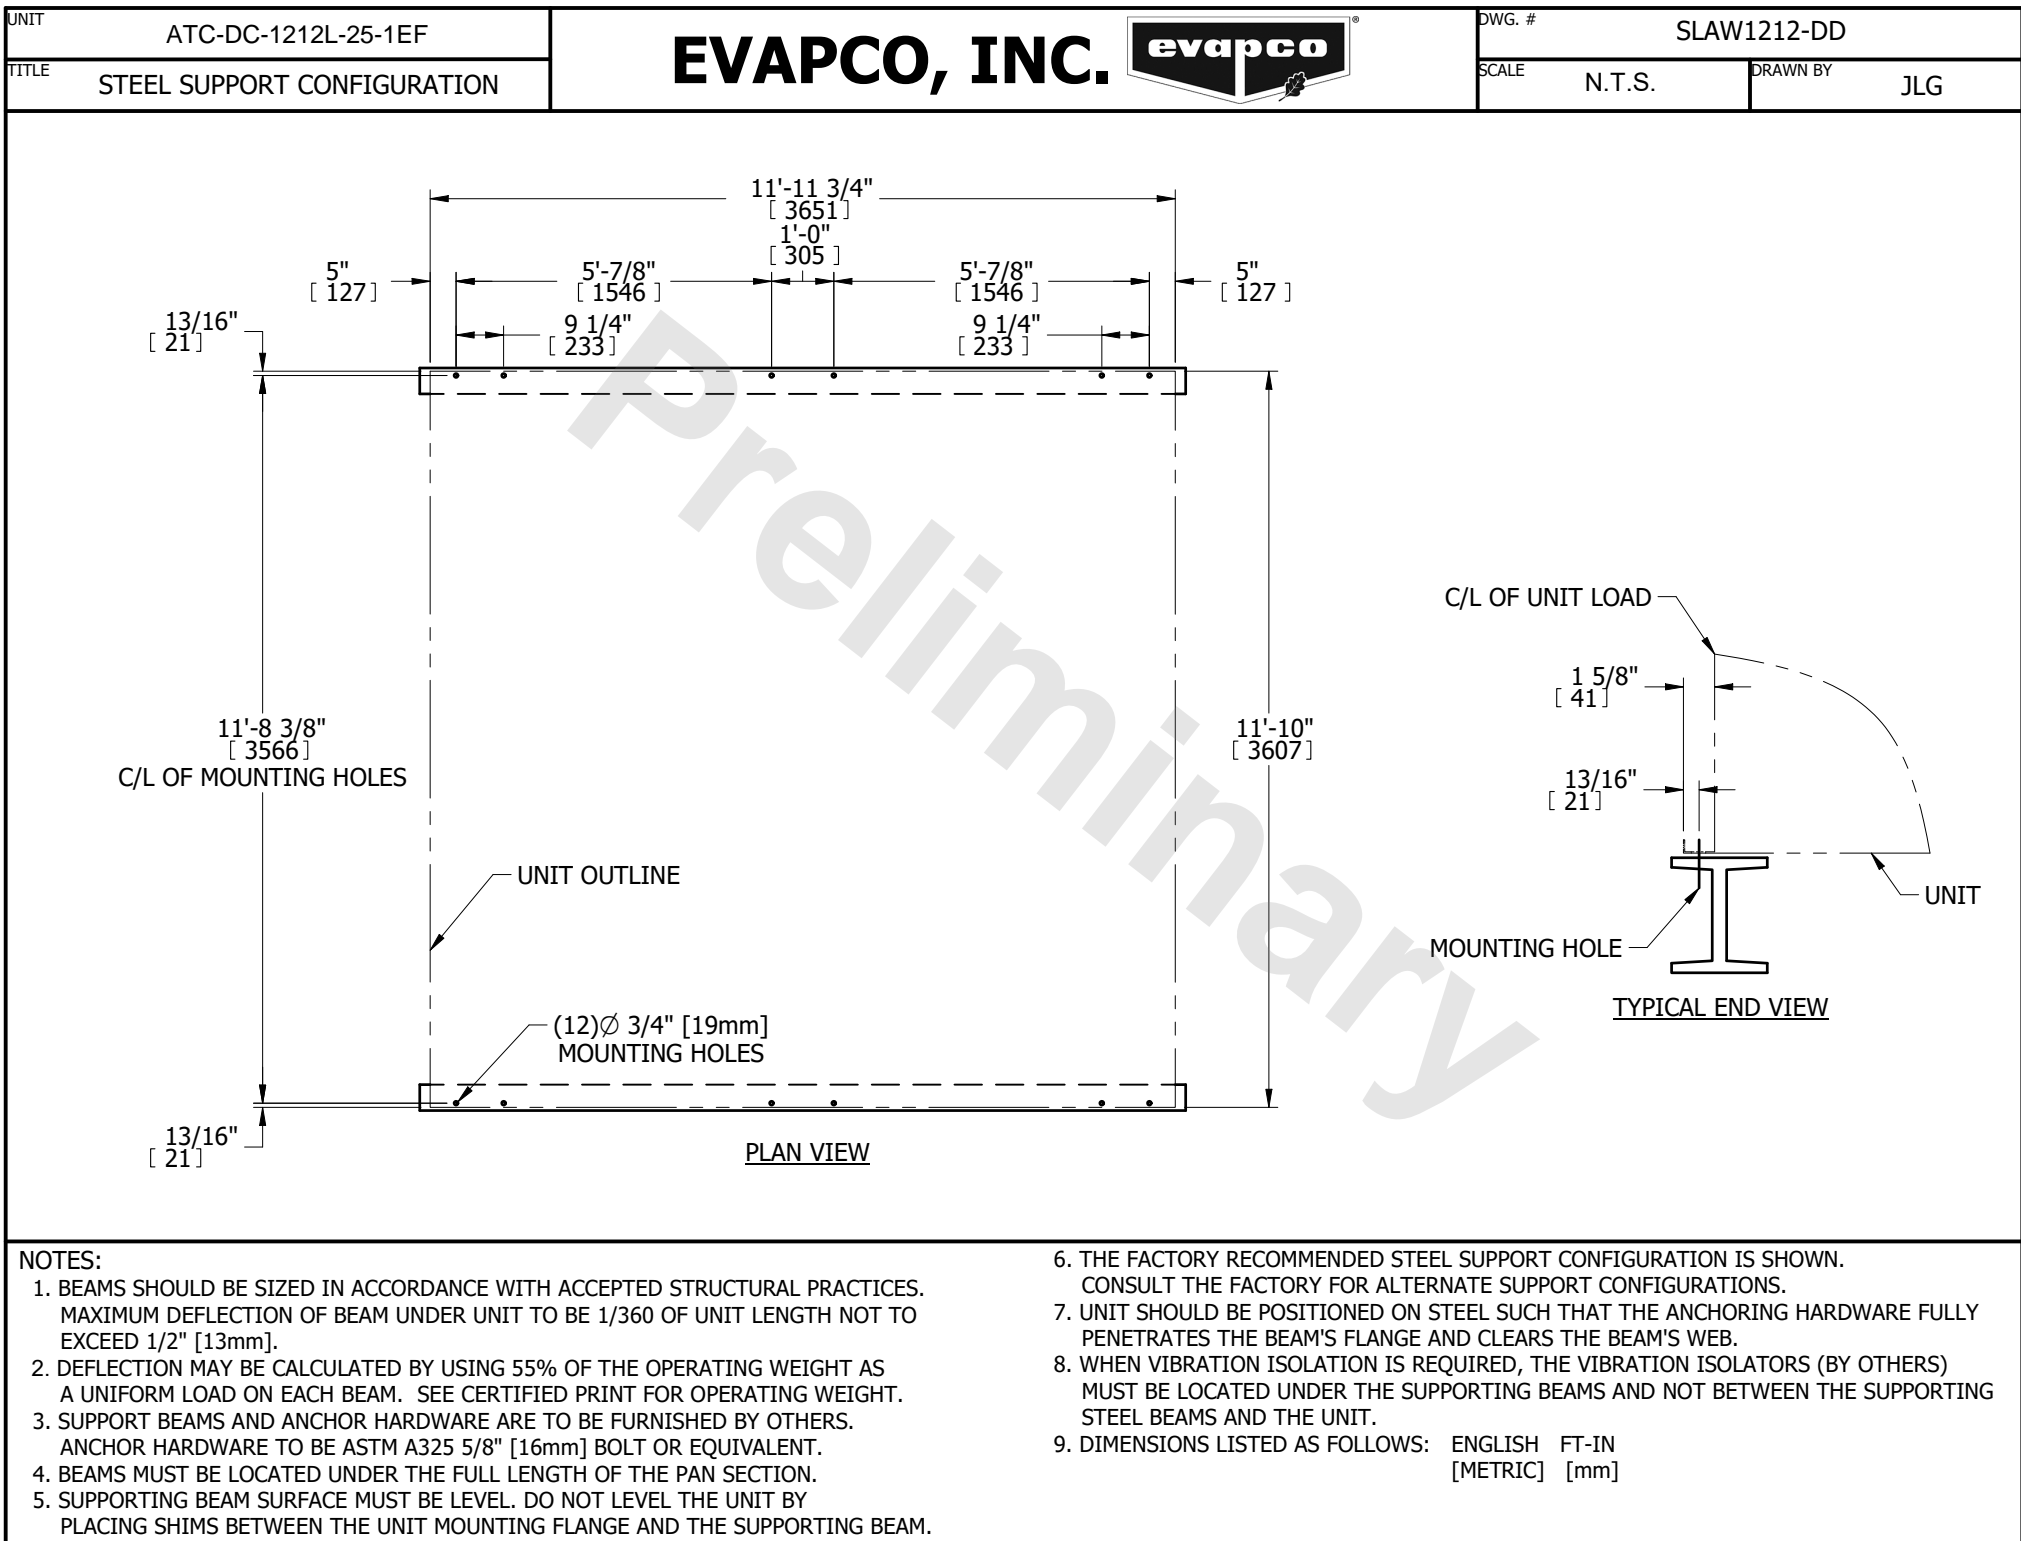 UNIT
ATC-DC-1212L-25-1EF
TITLE
STEEL SUPPORT CONFIGURATION
EVAPCO, INC.
evapco
®
DWG. #
SLAW1212-DD
SCALE
N.T.S.
DRAWN BY
JLG
11'-11 3/4"
[ 3651]
1'-0"
[ 305 ]
5"
[ 127]
5'-7/8"
[ 1546 ]
5'-7/8"
[ 1546 ]
5"
[ 127 ]
13/16"
[ 21]
9 1/4"
[ 233]
9 1/4"
[ 233 ]
Preliminary
11'-8 3/8"
[ 3566]
C/L OF MOUNTING HOLES
11'-10"
[ 3607]
UNIT OUTLINE
(12)∅ 3/4" [19mm]
MOUNTING HOLES
13/16"
[ 21]
PLAN VIEW
C/L OF UNIT LOAD
1 5/8"
[ 41]
13/16"
[ 21]
UNIT
MOUNTING HOLE
TYPICAL END VIEW
NOTES:
1. BEAMS SHOULD BE SIZED IN ACCORDANCE WITH ACCEPTED STRUCTURAL PRACTICES.
MAXIMUM DEFLECTION OF BEAM UNDER UNIT TO BE 1/360 OF UNIT LENGTH NOT TO
EXCEED 1/2" [13mm].
2. DEFLECTION MAY BE CALCULATED BY USING 55% OF THE OPERATING WEIGHT AS
A UNIFORM LOAD ON EACH BEAM.  SEE CERTIFIED PRINT FOR OPERATING WEIGHT.
3. SUPPORT BEAMS AND ANCHOR HARDWARE ARE TO BE FURNISHED BY OTHERS.
ANCHOR HARDWARE TO BE ASTM A325 5/8" [16mm] BOLT OR EQUIVALENT.
4. BEAMS MUST BE LOCATED UNDER THE FULL LENGTH OF THE PAN SECTION.
5. SUPPORTING BEAM SURFACE MUST BE LEVEL. DO NOT LEVEL THE UNIT BY
PLACING SHIMS BETWEEN THE UNIT MOUNTING FLANGE AND THE SUPPORTING BEAM.
6. THE FACTORY RECOMMENDED STEEL SUPPORT CONFIGURATION IS SHOWN.
CONSULT THE FACTORY FOR ALTERNATE SUPPORT CONFIGURATIONS.
7. UNIT SHOULD BE POSITIONED ON STEEL SUCH THAT THE ANCHORING HARDWARE FULLY
PENETRATES THE BEAM'S FLANGE AND CLEARS THE BEAM'S WEB.
8. WHEN VIBRATION ISOLATION IS REQUIRED, THE VIBRATION ISOLATORS (BY OTHERS)
MUST BE LOCATED UNDER THE SUPPORTING BEAMS AND NOT BETWEEN THE SUPPORTING
STEEL BEAMS AND THE UNIT.
9. DIMENSIONS LISTED AS FOLLOWS:   ENGLISH   FT-IN
[METRIC]   [mm]